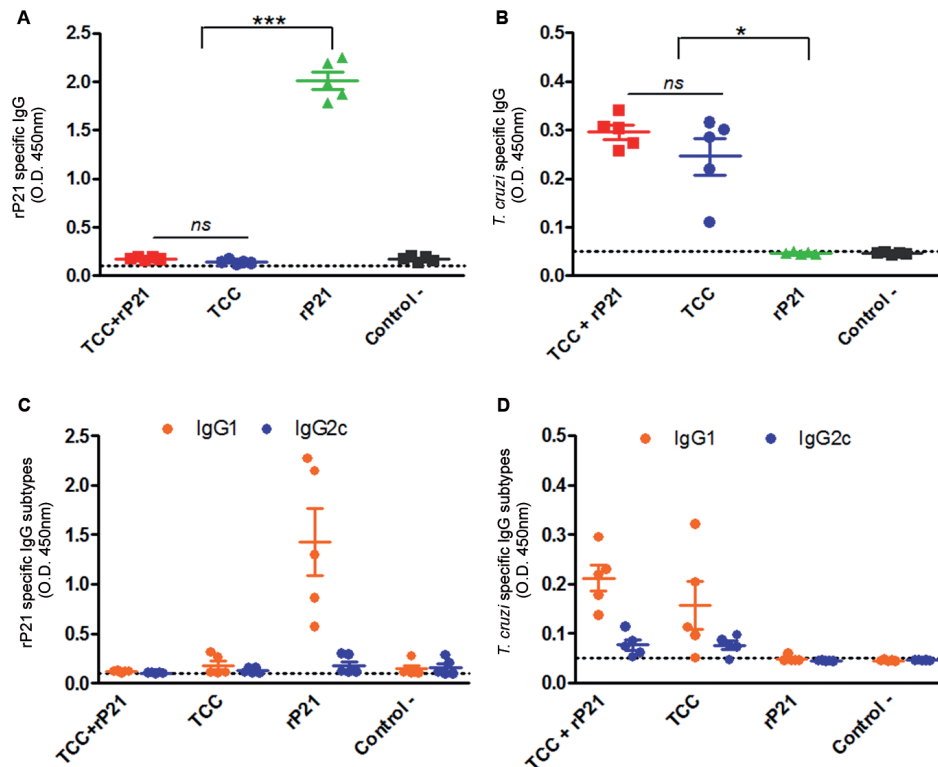 A
***
2.5
2.0
1.5
1.0
0.5
0.0
rP21 specific IgG
(O.D. 450nm)
ns
TCC+rP21
TCC
rP21
Control -
B
*
0.5
0.4
0.3
0.2
0.1
0.0
T. cruzi specific IgG
(O.D. 450nm)
ns
TCC + rP21
TCC
rP21
Control -
C
IgG1
IgG2c
2.5
2.0
1.5
1.0
0.5
0.0
rP21 specific IgG subtypes
(O.D. 450nm)
TCC+rP21
TCC
rP21
Control -
D
IgG1
IgG2c
0.5
0.4
0.3
0.2
0.1
0.0
T. cruzi specific IgG subtypes
(O.D. 450nm)
TCC + rP21
TCC
rP21
Control -